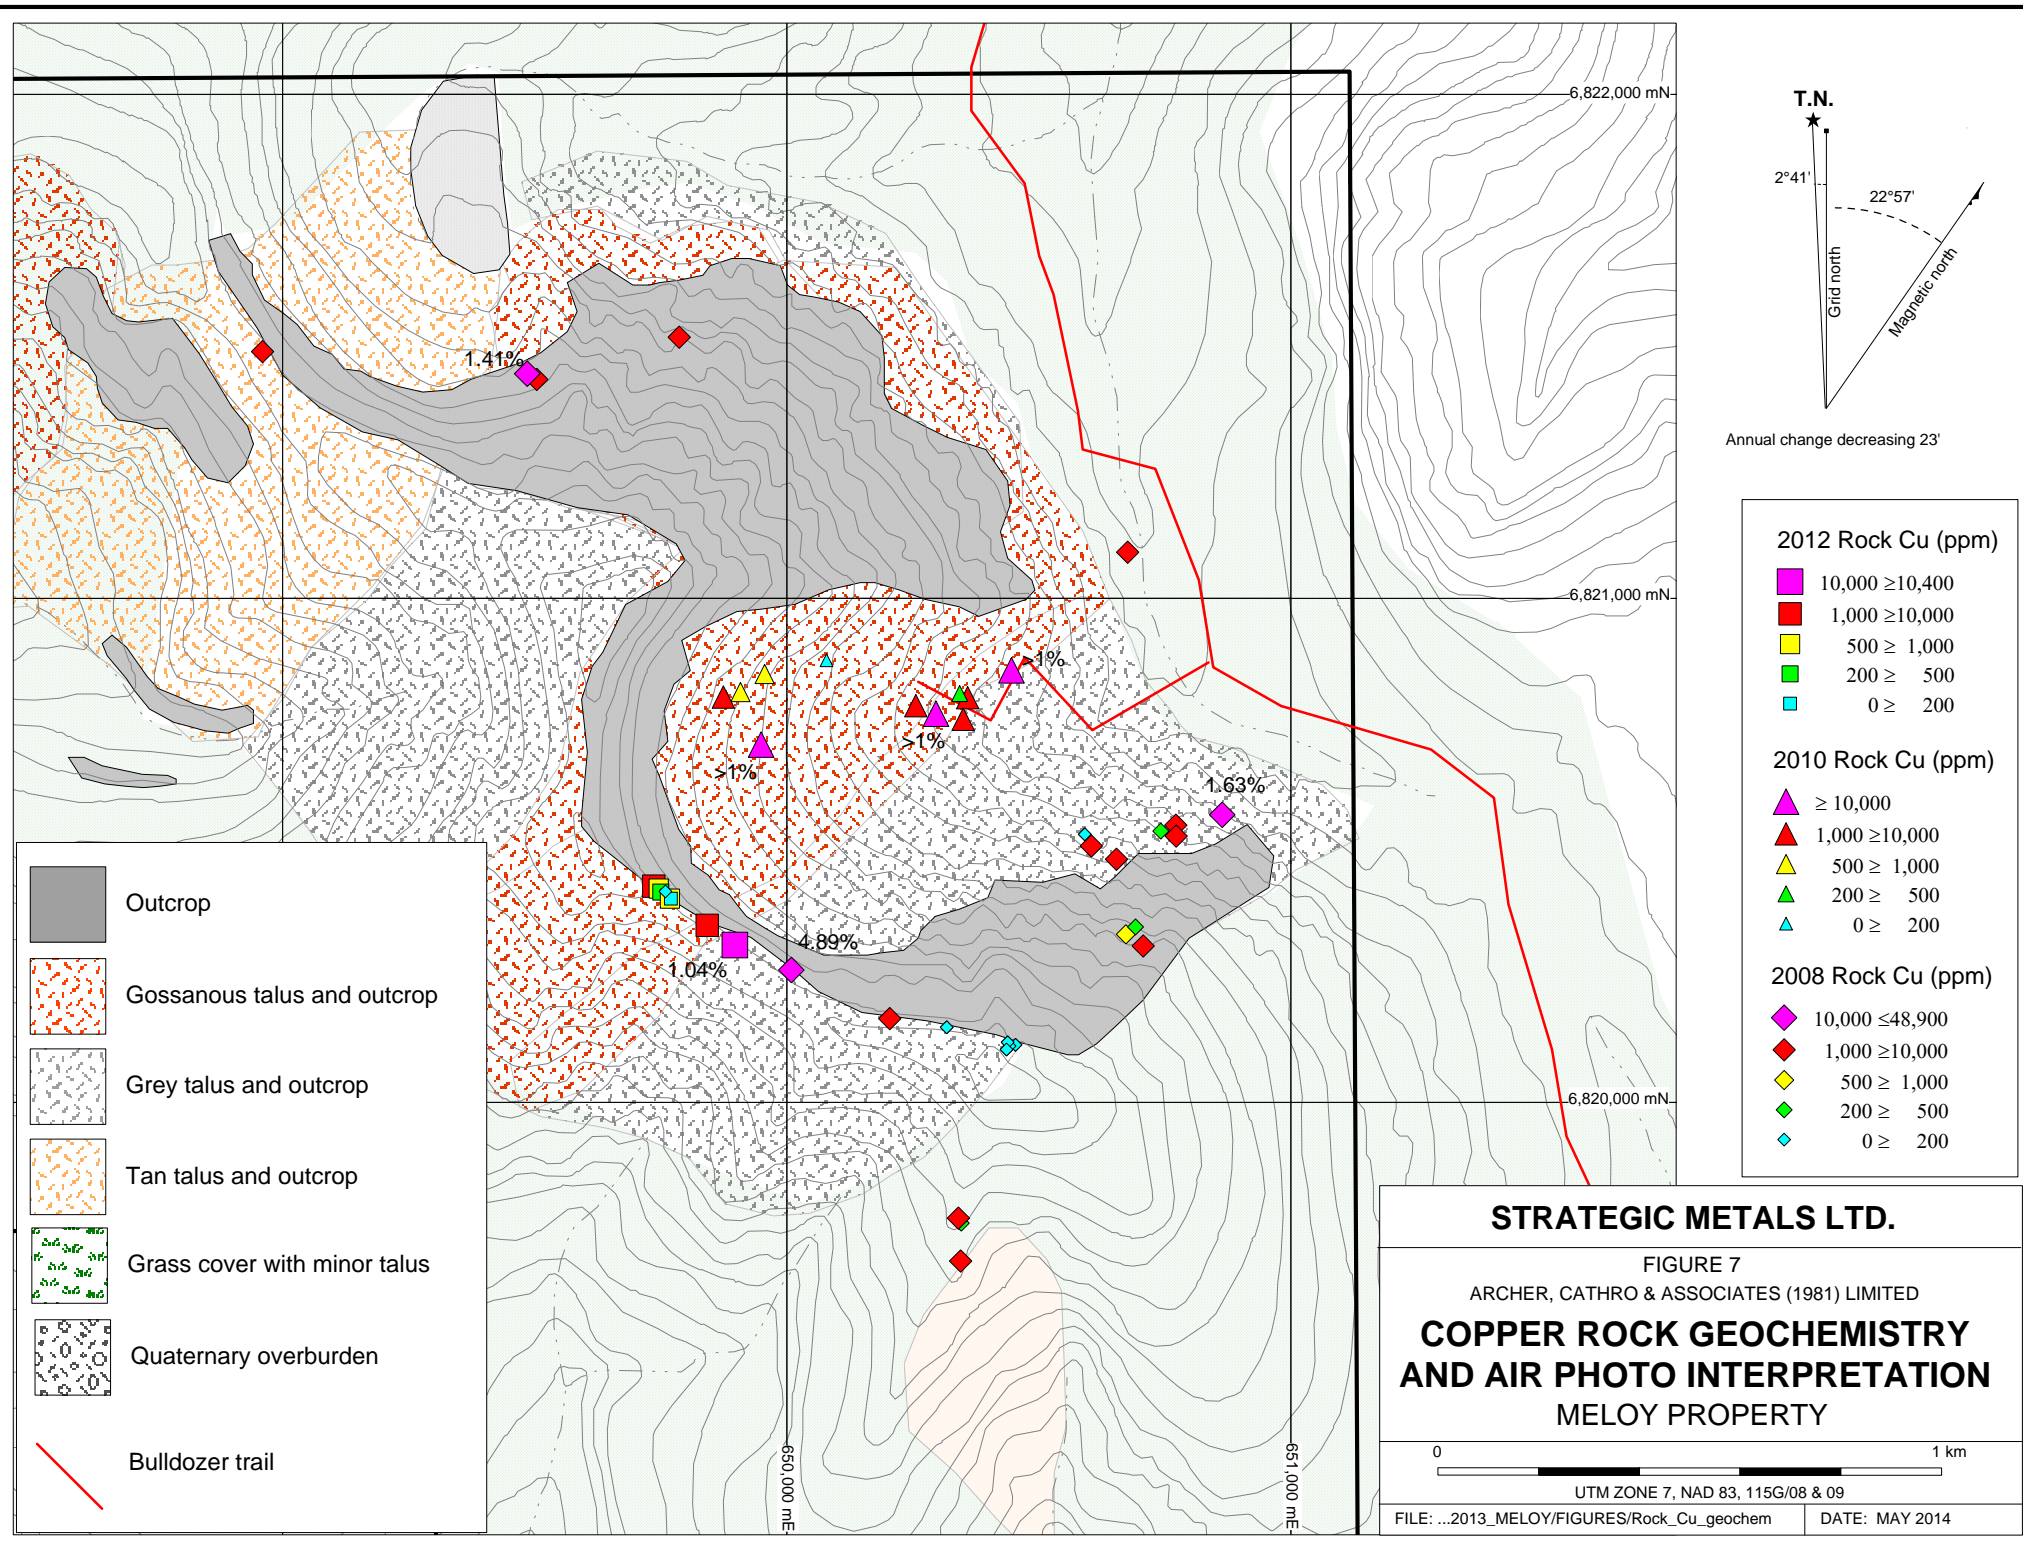 6,822,000 mN
1.41%
6,821,000 mN
>1%
>1%
>1%
1.63%
4.89%
1.04%
6,820,000 mN
650,000 mE
651,000 mE
T.N.
2°41'
22°57'
Grid north
Magnetic north
Annual change decreasing 23'
2012 Rock Cu (ppm)
10,000 ≥10,400
1,000 ≥10,000
500 ≥ 1,000
200 ≥ 500
0 ≥ 200
2010 Rock Cu (ppm)
≥ 10,000
1,000 ≥10,000
500 ≥ 1,000
200 ≥ 500
0 ≥ 200
2008 Rock Cu (ppm)
10,000 ≤48,900
1,000 ≥10,000
500 ≥ 1,000
200 ≥ 500
0 ≥ 200
Outcrop
Gossanous talus and outcrop
Grey talus and outcrop
Tan talus and outcrop
Grass cover with minor talus
Quaternary overburden
Bulldozer trail
STRATEGIC METALS LTD.
FIGURE 7
ARCHER, CATHRO & ASSOCIATES (1981) LIMITED
COPPER ROCK GEOCHEMISTRY
AND AIR PHOTO INTERPRETATION
MELOY PROPERTY
0 1 km
UTM ZONE 7, NAD 83, 115G/08 & 09
FILE: ...2013_MELOY/FIGURES/Rock_Cu_geochem DATE: MAY 2014